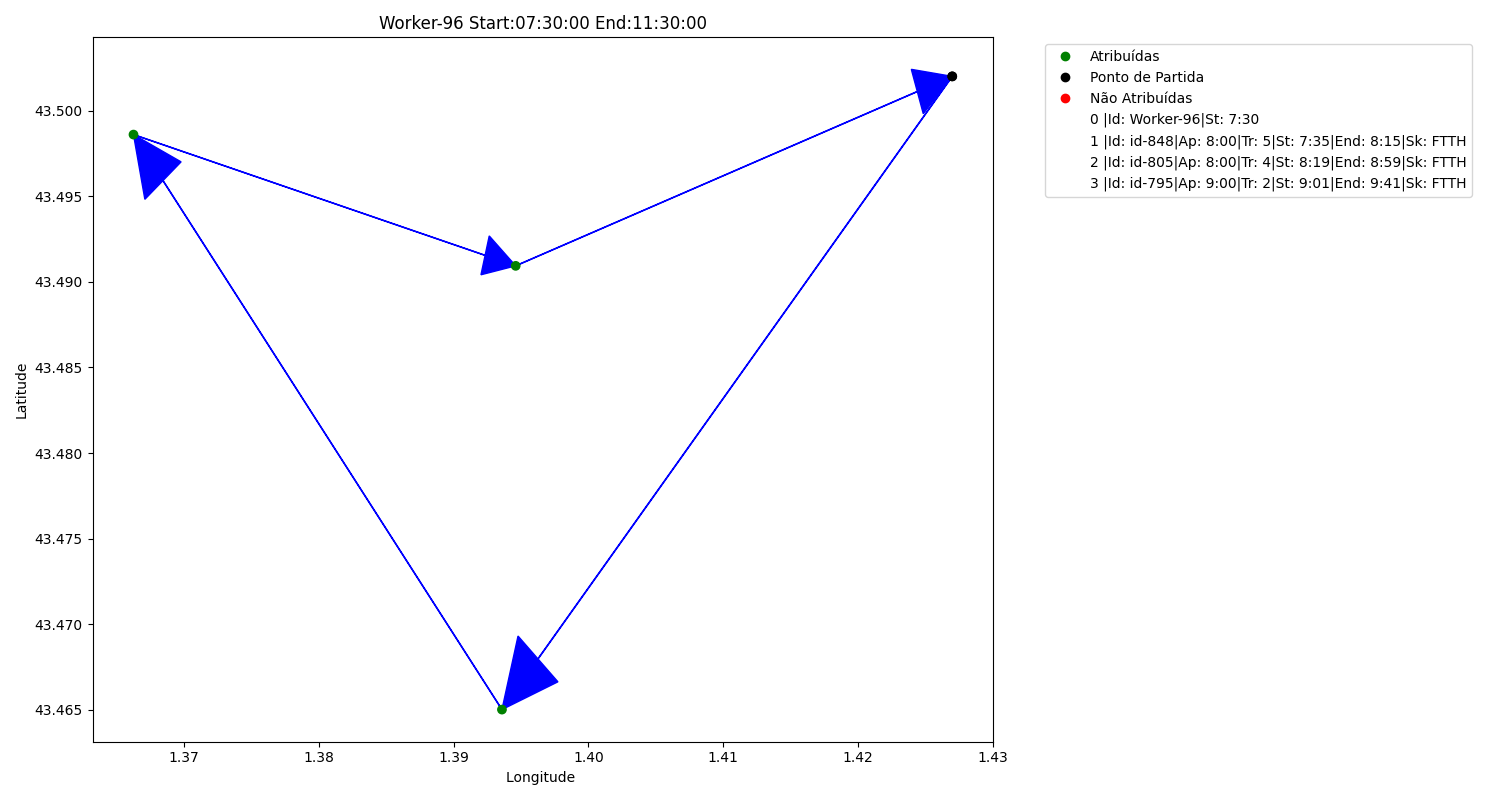 Worker-96 Start:07:30:00 End:11:30:00
43.500
43.495
43.490
43.485
43.480
43.475
43.470
43.465
Latitude
1.37 1.38 1.39 1.40 1.41 1.42 1.43
Longitude
Atribuídas
Ponto de Partida
Não Atribuídas
0 |Id: Worker-96|St: 7:30
1 |Id: id-848|Ap: 8:00|Tr: 5|St: 7:35|End: 8:15|Sk: FTTH
2 |Id: id-805|Ap: 8:00|Tr: 4|St: 8:19|End: 8:59|Sk: FTTH
3 |Id: id-795|Ap: 9:00|Tr: 2|St: 9:01|End: 9:41|Sk: FTTH